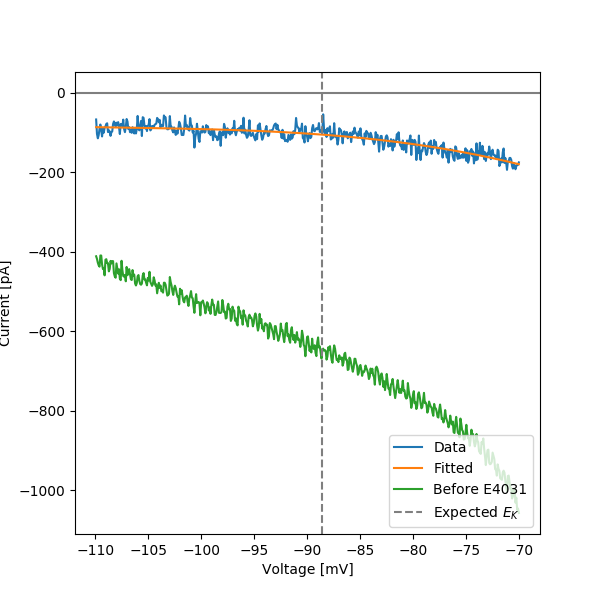 0
−200
−400
−600
−800
−1000
Current [pA]
−110
−105
−100
−95
−90
−85
−80
−75
−70
Voltage [mV]
Data
Fitted
Before E4031
Expected E_K